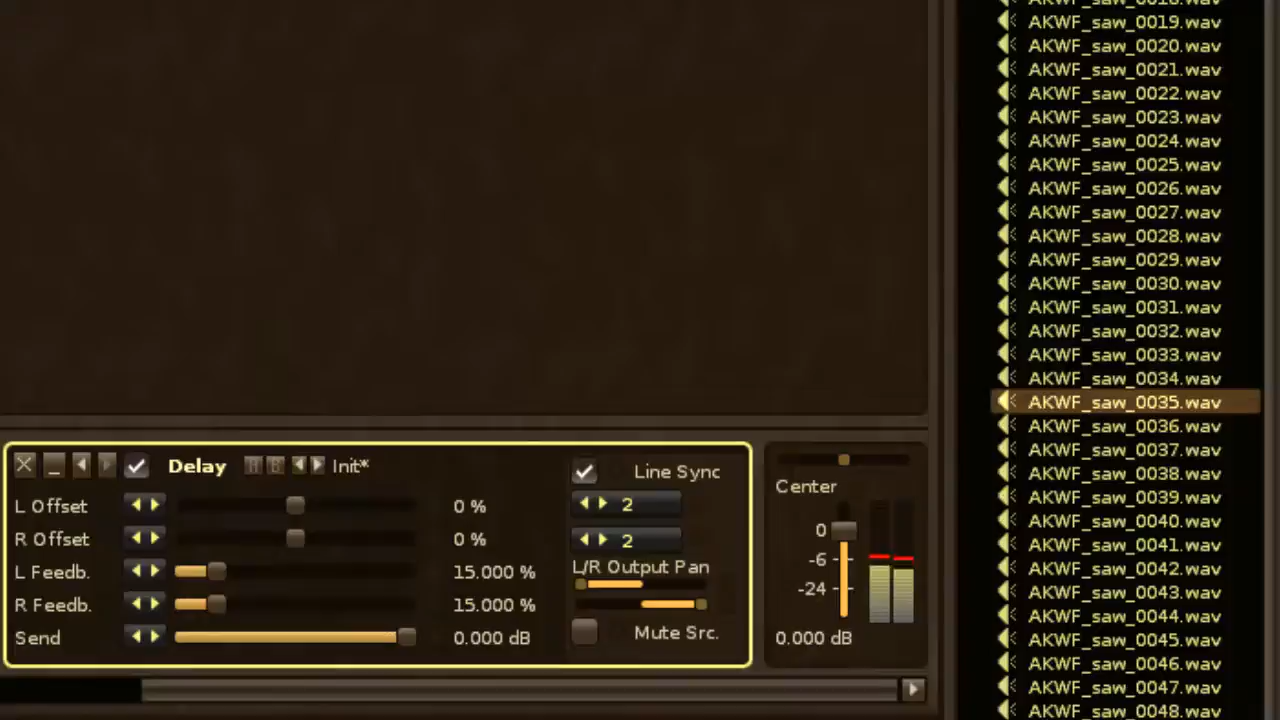 AKWF_saw_0018.wav
AKWF_saw_0019.wav
AKWF_saw_0020.wav
AKWF_saw_0021.wav
AKWF_saw_0022.wav
AKWF_saw_0023.wav
AKWF_saw_0024.wav
AKWF_saw_0025.wav
AKWF_saw_0026.wav
AKWF_saw_0027.wav
AKWF_saw_0028.wav
AKWF_saw_0029.wav
AKWF_saw_0030.wav
AKWF_saw_0031.wav
AKWF_saw_0032.wav
AKWF_saw_0033.wav
AKWF_saw_0034.wav
AKWF_saw_0035.wav
AKWF_saw_0036.wav
AKWF_saw_0037.wav
AKWF_saw_0038.wav
AKWF_saw_0039.wav
AKWF_saw_0040.wav
AKWF_saw_0041.wav
AKWF_saw_0042.wav
AKWF_saw_0043.wav
AKWF_saw_0044.wav
AKWF_saw_0045.wav
AKWF_saw_0046.wav
AKWF_saw_0047.wav
AKWF_saw_0048.wav
Delay Init*
L Offset 0 %
R Offset 0 %
L Feedb. 15.000 %
R Feedb. 15.000 %
Send 0.000 dB
Line Sync
2
2
L/R Output Pan
Mute Src.
Center
0
-6
-24
0.000 dB